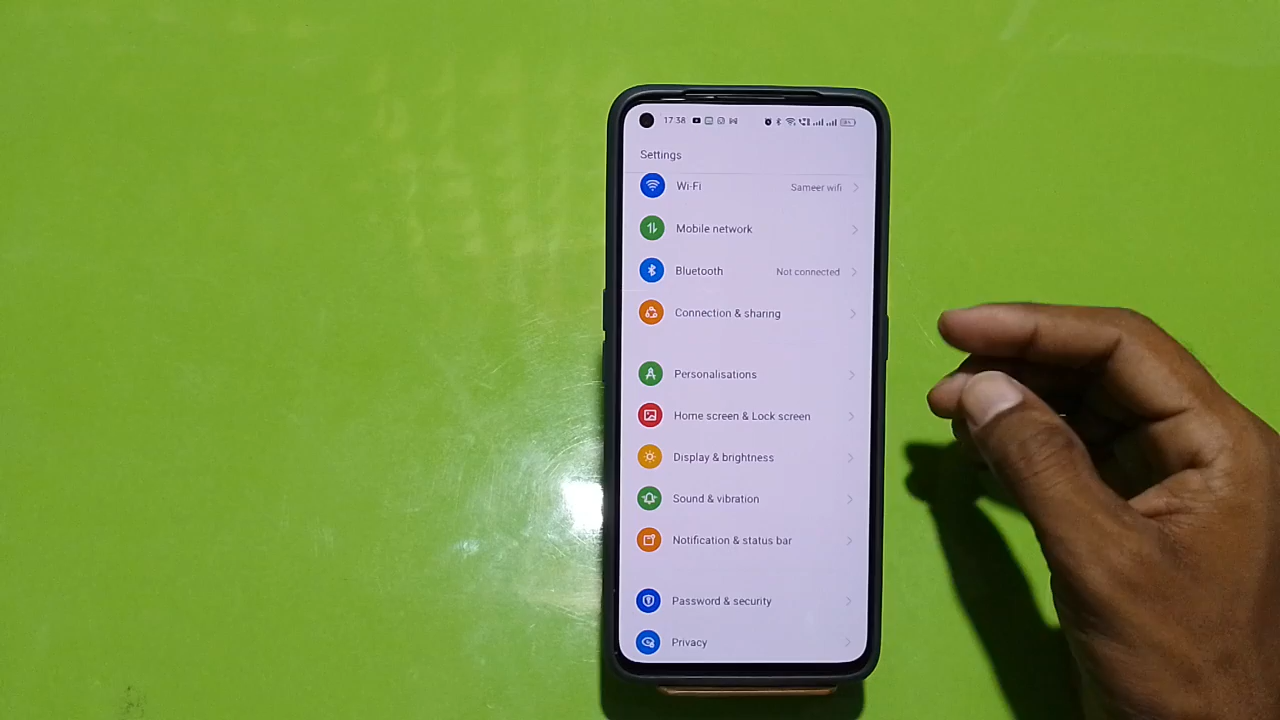 17:38
Settings
Wi-Fi Sameer wifi
Mobile network
Bluetooth Not connected
Connection & sharing
Personalisations
Home screen & Lock screen
Display & brightness
Sound & vibration
Notification & status bar
Password & security
Privacy